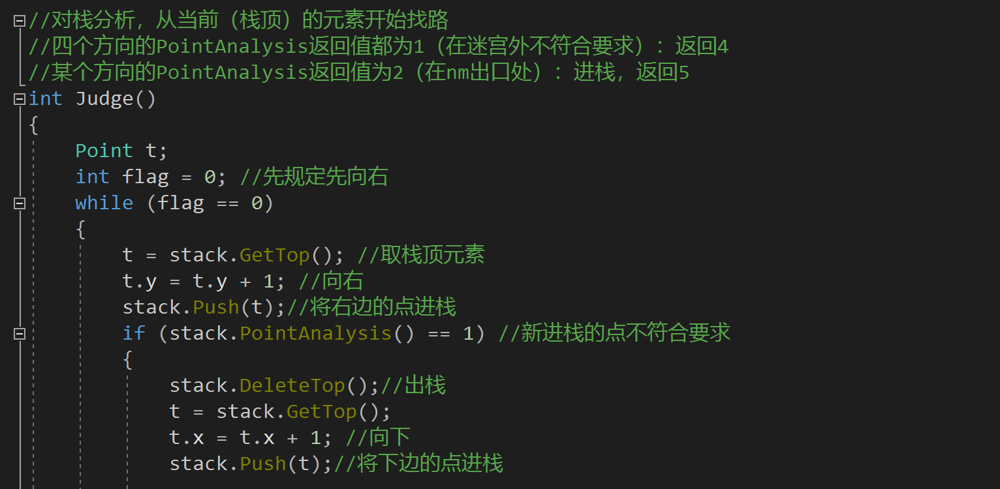 //对栈分析，从当前（栈顶）的元素开始找路
//四个方向的PointAnalysis返回值都为1（在迷宫外不符合要求）：返回4
//某个方向的PointAnalysis返回值为2（在nm出口处）：进栈，返回5
int Judge()
{
    Point t;
    int flag = 0; //先规定先向右
    while (flag == 0)
    {
        t = stack.GetTop(); //取栈顶元素
        t.y = t.y + 1; //向右
        stack.Push(t);//将右边的点进栈
        if (stack.PointAnalysis() == 1) //新进栈的点不符合要求
        {
            stack.DeleteTop();//出栈
            t = stack.GetTop();
            t.x = t.x + 1; //向下
            stack.Push(t);//将下边的点进栈